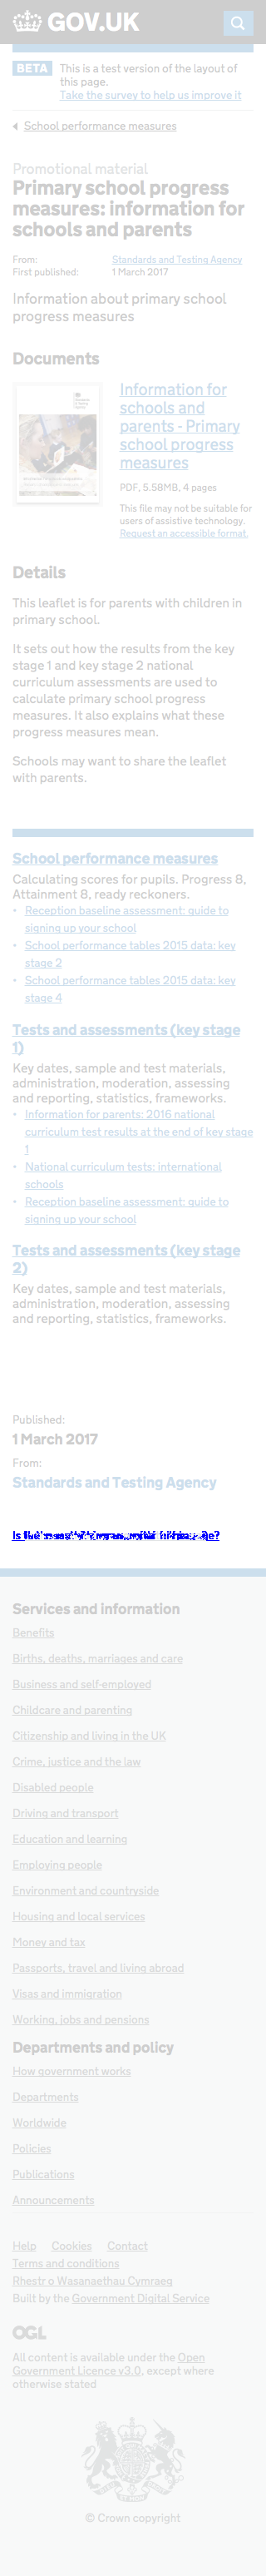 GOV.UK
BETA This is a test version of the layout of
this page.
Take the survey to help us improve it
School performance measures
Promotional material
Primary school progress
measures: information for
schools and parents
From: Standards and Testing Agency
First published: 1 March 2017
Information about primary school
progress measures
Documents
Information for
schools and
parents - Primary
school progress
measures
PDF, 5.58MB, 4 pages
This file may not be suitable for
users of assistive technology.
Request an accessible format.
Details
This leaflet is for parents with children in
primary school.
It sets out how the results from the key
stage 1 and key stage 2 national
curriculum assessments are used to
calculate primary school progress
measures. It also explains what these
progress measures mean.
Schools may want to share the leaflet
with parents.
School performance measures
Calculating scores for pupils. Progress 8,
Attainment 8, ready reckoners.
• Reception baseline assessment: guide to
signing up your school
• School performance tables 2015 data: key
stage 2
• School performance tables 2015 data: key
stage 4
Tests and assessments (key stage
1)
Key dates, sample and test materials,
administration, moderation, assessing
and reporting, statistics, frameworks.
• Information for parents: 2016 national
curriculum test results at the end of key stage
1
• National curriculum tests: international
schools
• Reception baseline assessment: guide to
signing up your school
Tests and assessments (key stage
2)
Key dates, sample and test materials,
administration, moderation, assessing
and reporting, statistics, frameworks.
Published:
1 March 2017
From:
Standards and Testing Agency
Services and information
Benefits
Births, deaths, marriages and care
Business and self-employed
Childcare and parenting
Citizenship and living in the UK
Crime, justice and the law
Disabled people
Driving and transport
Education and learning
Employing people
Environment and countryside
Housing and local services
Money and tax
Passports, travel and living abroad
Visas and immigration
Working, jobs and pensions
Departments and policy
How government works
Departments
Worldwide
Policies
Publications
Announcements
Help Cookies Contact
Terms and conditions
Rhestr o Wasanaethau Cymraeg
Built by the Government Digital Service
OGL
All content is available under the Open
Government Licence v3.0, except where
otherwise stated
© Crown copyright